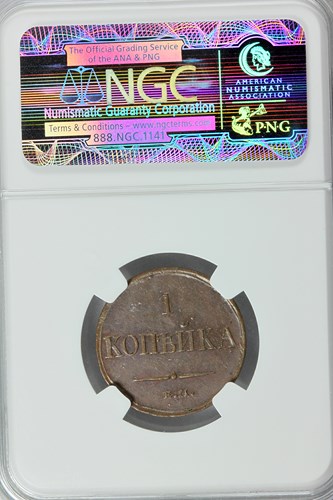 The Official Grading Service
of the ANA & PNG
NGC
Numismatic Guaranty Corporation
Terms & Conditions – www.ngcterms.com
888.NGC.1141
AMERICAN
NUMISMATIC
ASSOCIATION
PNG
1
КОПѢЙКА